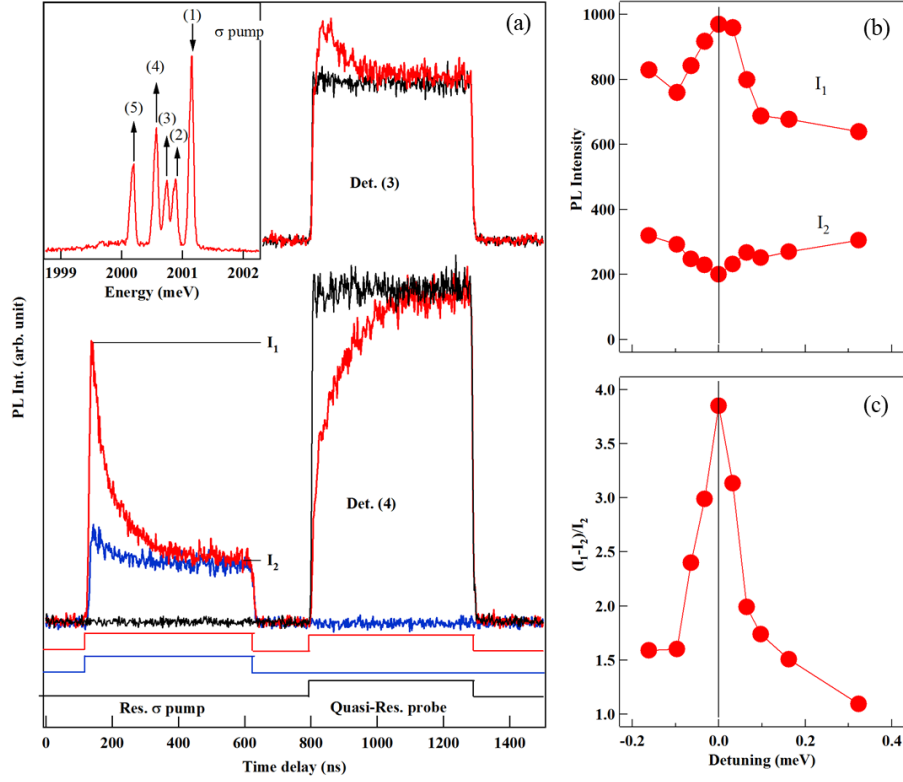 (a)
σ pump
(1)
(4)
(5)
(3)
(2)
1999 2000 2001 2002
Energy (meV)
Det. (3)
PL Int. (arb. unit)
I1
I2
Det. (4)
Res. σ pump
Quasi-Res. probe
0 200 400 600 800 1000 1200 1400
Time delay (ns)
(b)
1000
800
600
400
200
0
PL Intensity
I1
I2
(c)
4.0
3.5
3.0
2.5
2.0
1.5
1.0
(I1-I2)/I2
-0.2 0.0 0.2 0.4
Detuning (meV)